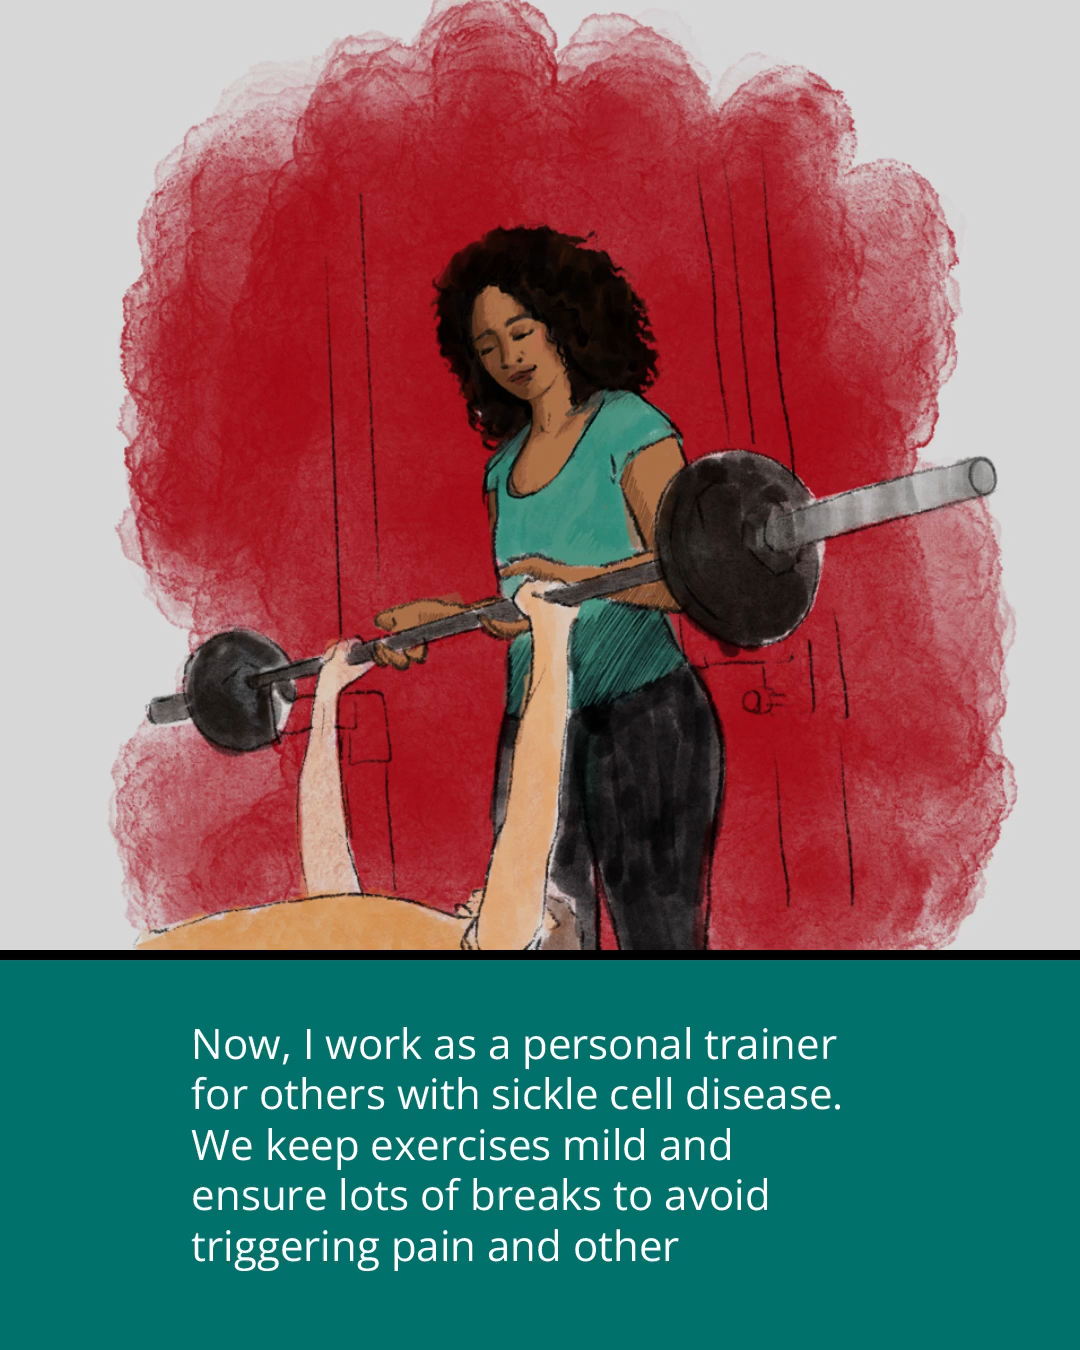 Now, I work as a personal trainer
for others with sickle cell disease.
We keep exercises mild and
ensure lots of breaks to avoid
triggering pain and other